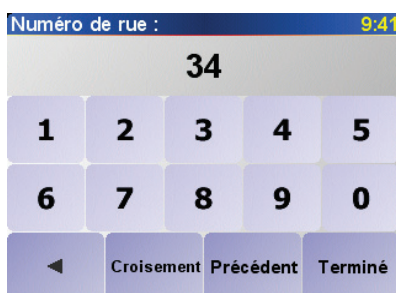 Numéro de rue : 9:41
34
1 2 3 4 5
6 7 8 9 0
Croisement Précédent Terminé